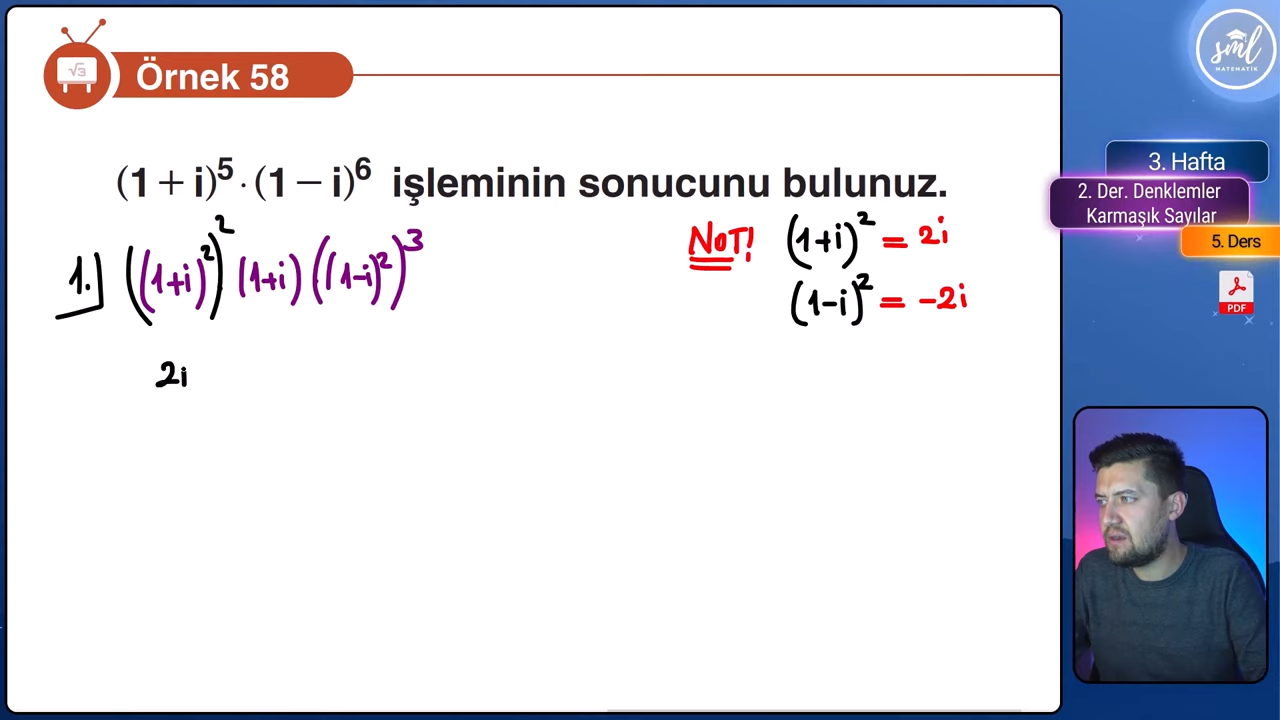 √3
Örnek 58
(1 + i)⁵ · (1 − i)⁶ işleminin sonucunu bulunuz.
NOT! (1+i)² = 2i
(1−i)² = −2i
1.) ((1+i)²)² (1+i) . ((1−i)²)³
2i
sml
MATEMATİK
3. Hafta
2. Der. Denklemler
Karmaşık Sayılar
5. Ders
PDF